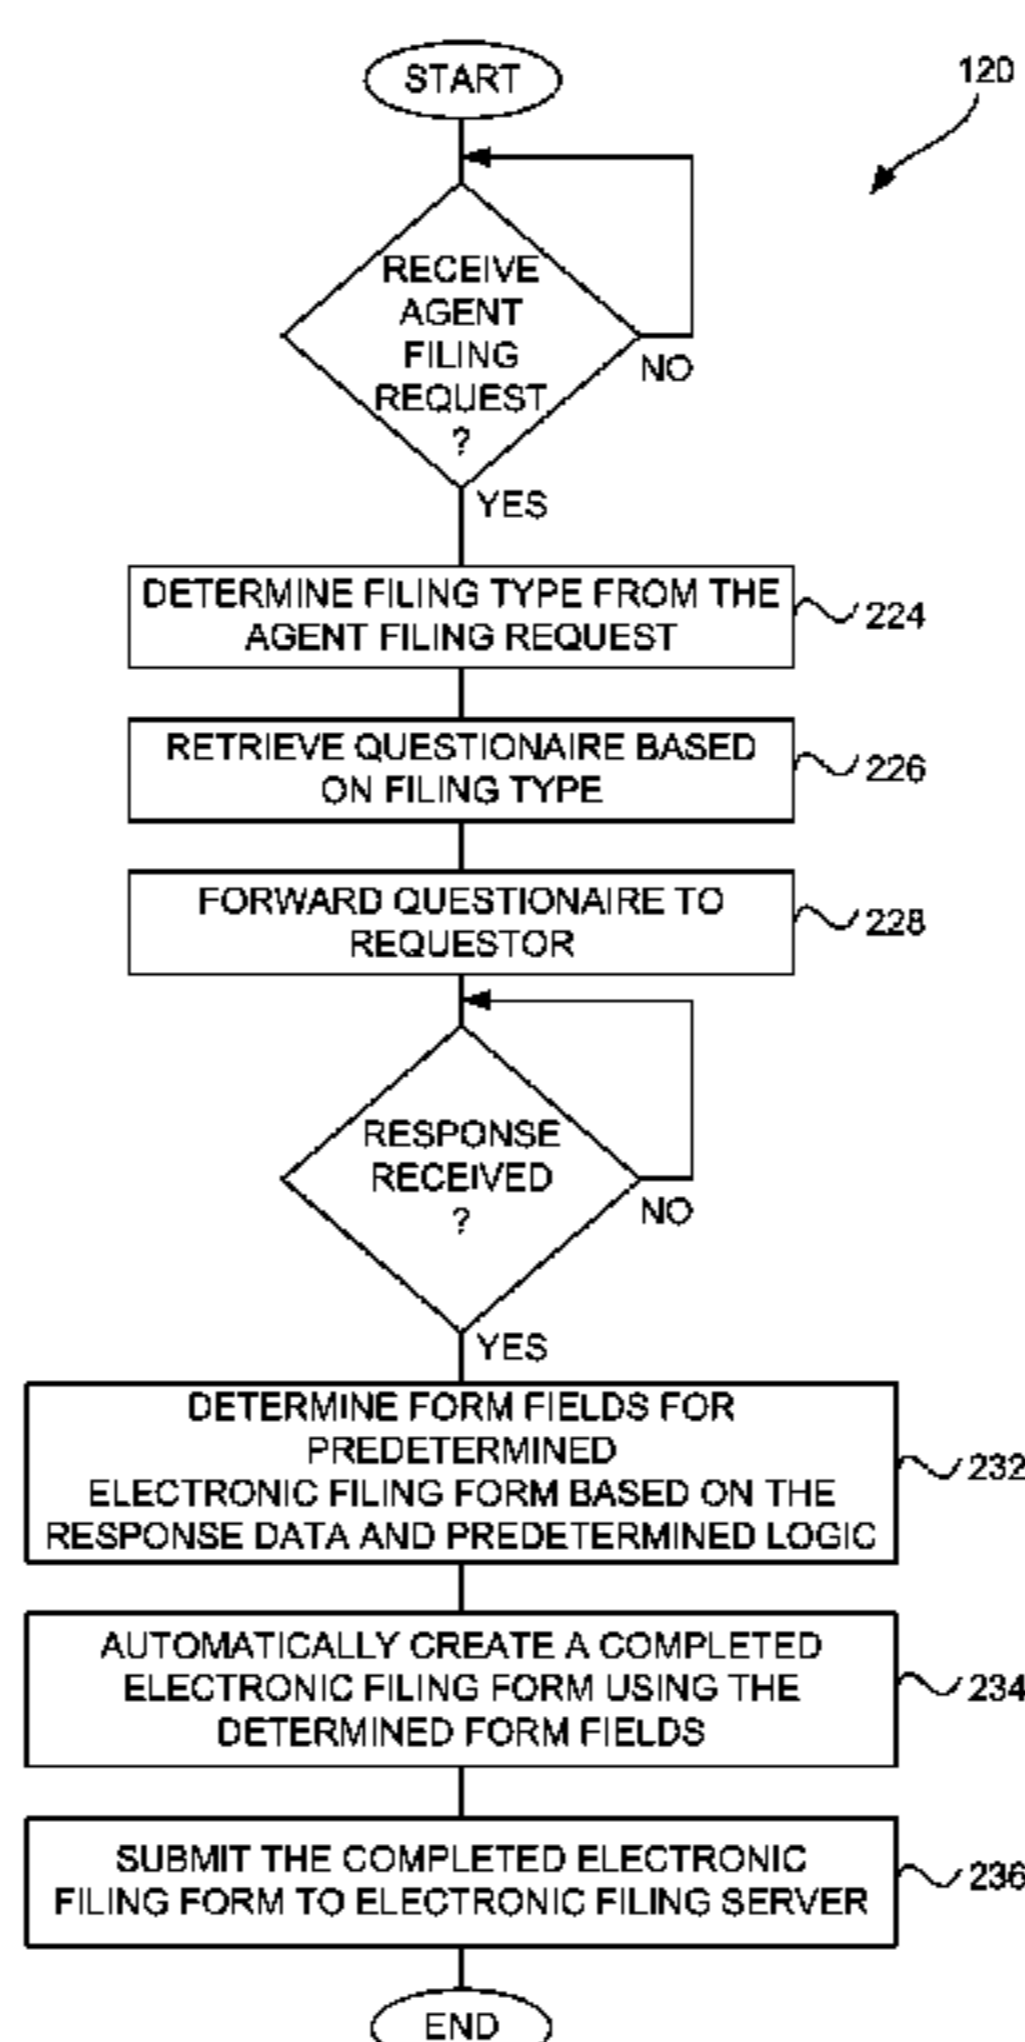 START
120
RECEIVE
AGENT
FILING
REQUEST
?
NO
YES
DETERMINE FILING TYPE FROM THE
AGENT FILING REQUEST
224
RETRIEVE QUESTIONAIRE BASED
ON FILING TYPE
226
FORWARD QUESTIONAIRE TO
REQUESTOR
228
RESPONSE
RECEIVED
?
NO
YES
DETERMINE FORM FIELDS FOR
PREDETERMINED
ELECTRONIC FILING FORM BASED ON THE
RESPONSE DATA AND PREDETERMINED LOGIC
232
AUTOMATICALLY CREATE A COMPLETED
ELECTRONIC FILING FORM USING THE
DETERMINED FORM FIELDS
234
SUBMIT THE COMPLETED ELECTRONIC
FILING FORM TO ELECTRONIC FILING SERVER
236
END